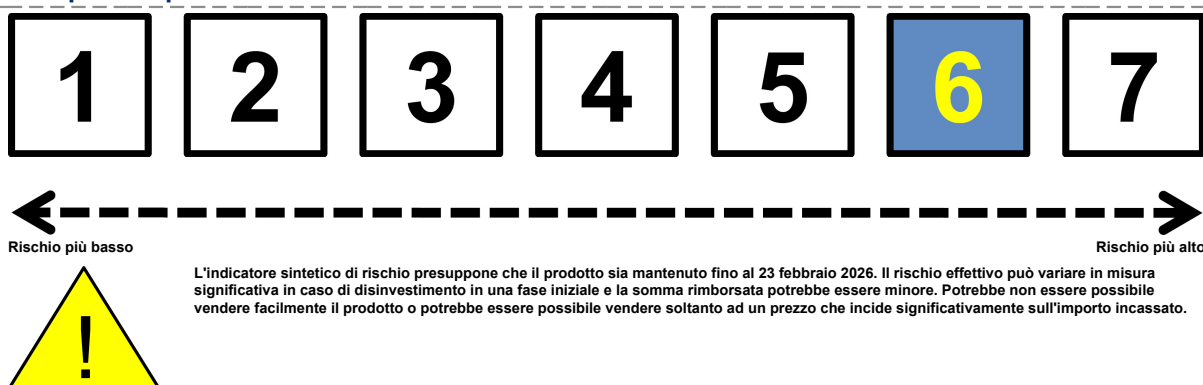 1 2 3 4 5 6 7
Rischio più basso Rischio più alto
L'indicatore sintetico di rischio presuppone che il prodotto sia mantenuto fino al 23 febbraio 2026. Il rischio effettivo può variare in misura
significativa in caso di disinvestimento in una fase iniziale e la somma rimborsata potrebbe essere minore. Potrebbe non essere possibile
vendere facilmente il prodotto o potrebbe essere possibile vendere soltanto ad un prezzo che incide significativamente sull'importo incassato.
!